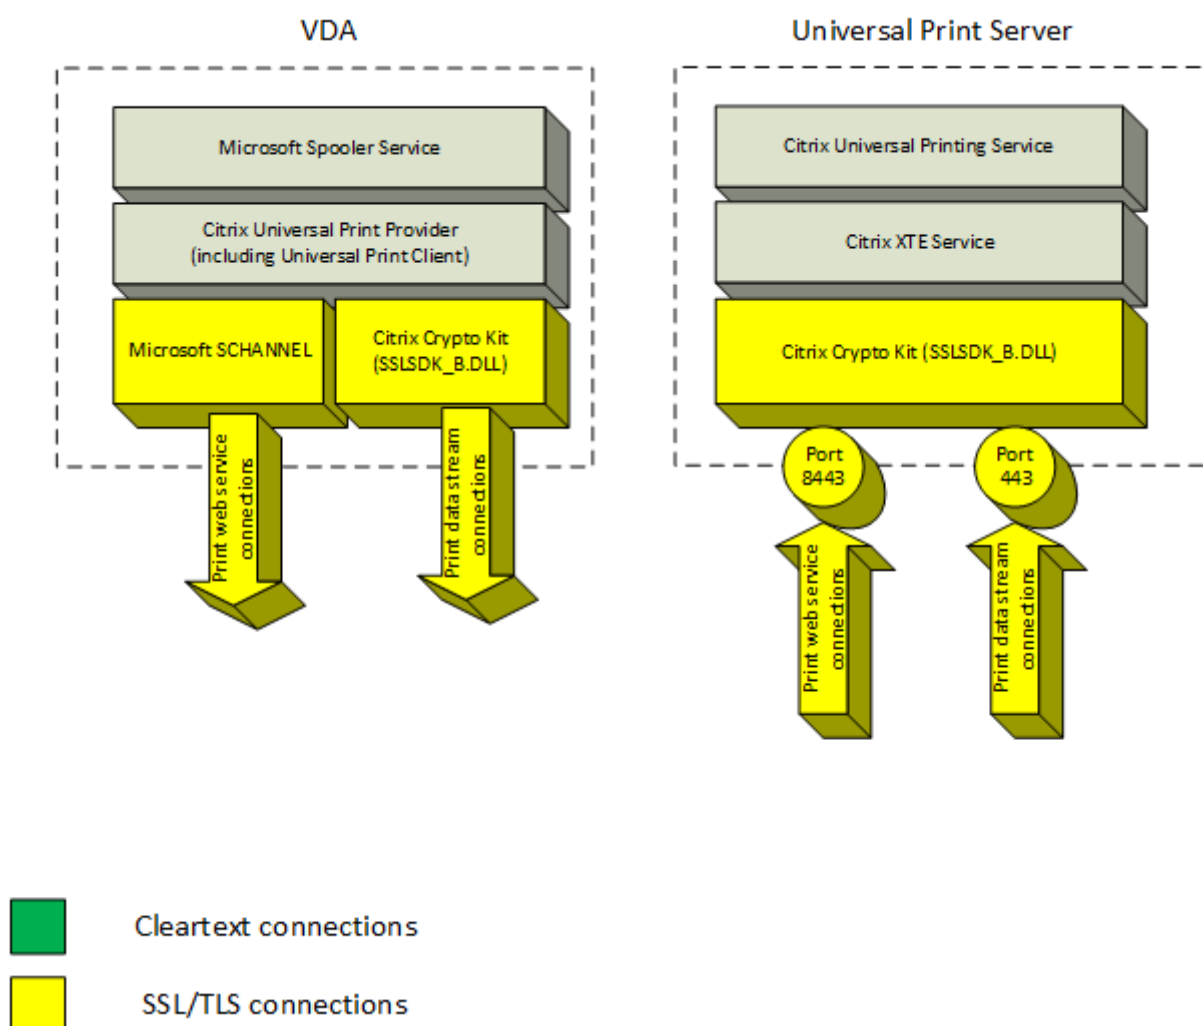 VDA
Microsoft Spooler Service
Citrix Universal Print Provider
(including Universal Print Client)
Microsoft SCHANNEL
Citrix Crypto Kit
(SSLSDK_B.DLL)
Print web service
connections
Print data stream
connections
Universal Print Server
Citrix Universal Printing Service
Citrix XTE Service
Citrix Crypto Kit (SSLSDK_B.DLL)
Port
8443
Port
443
Print web service
connections
Print data stream
connections
Cleartext connections
SSL/TLS connections